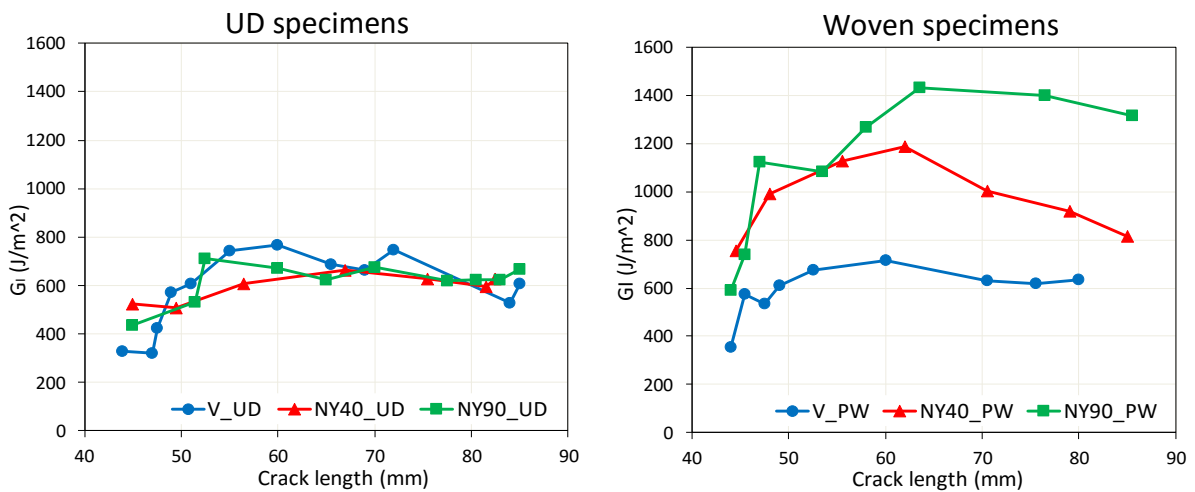 UD specimens
1600
1400
1200
1000
800
600
400
200
0
GI (J/m^2)
V_UD NY40_UD NY90_UD
40 50 60 70 80 90
Crack length (mm)
Woven specimens
1600
1400
1200
1000
800
600
400
200
0
GI (J/m^2)
V_PW NY40_PW NY90_PW
40 50 60 70 80 90
Crack length (mm)